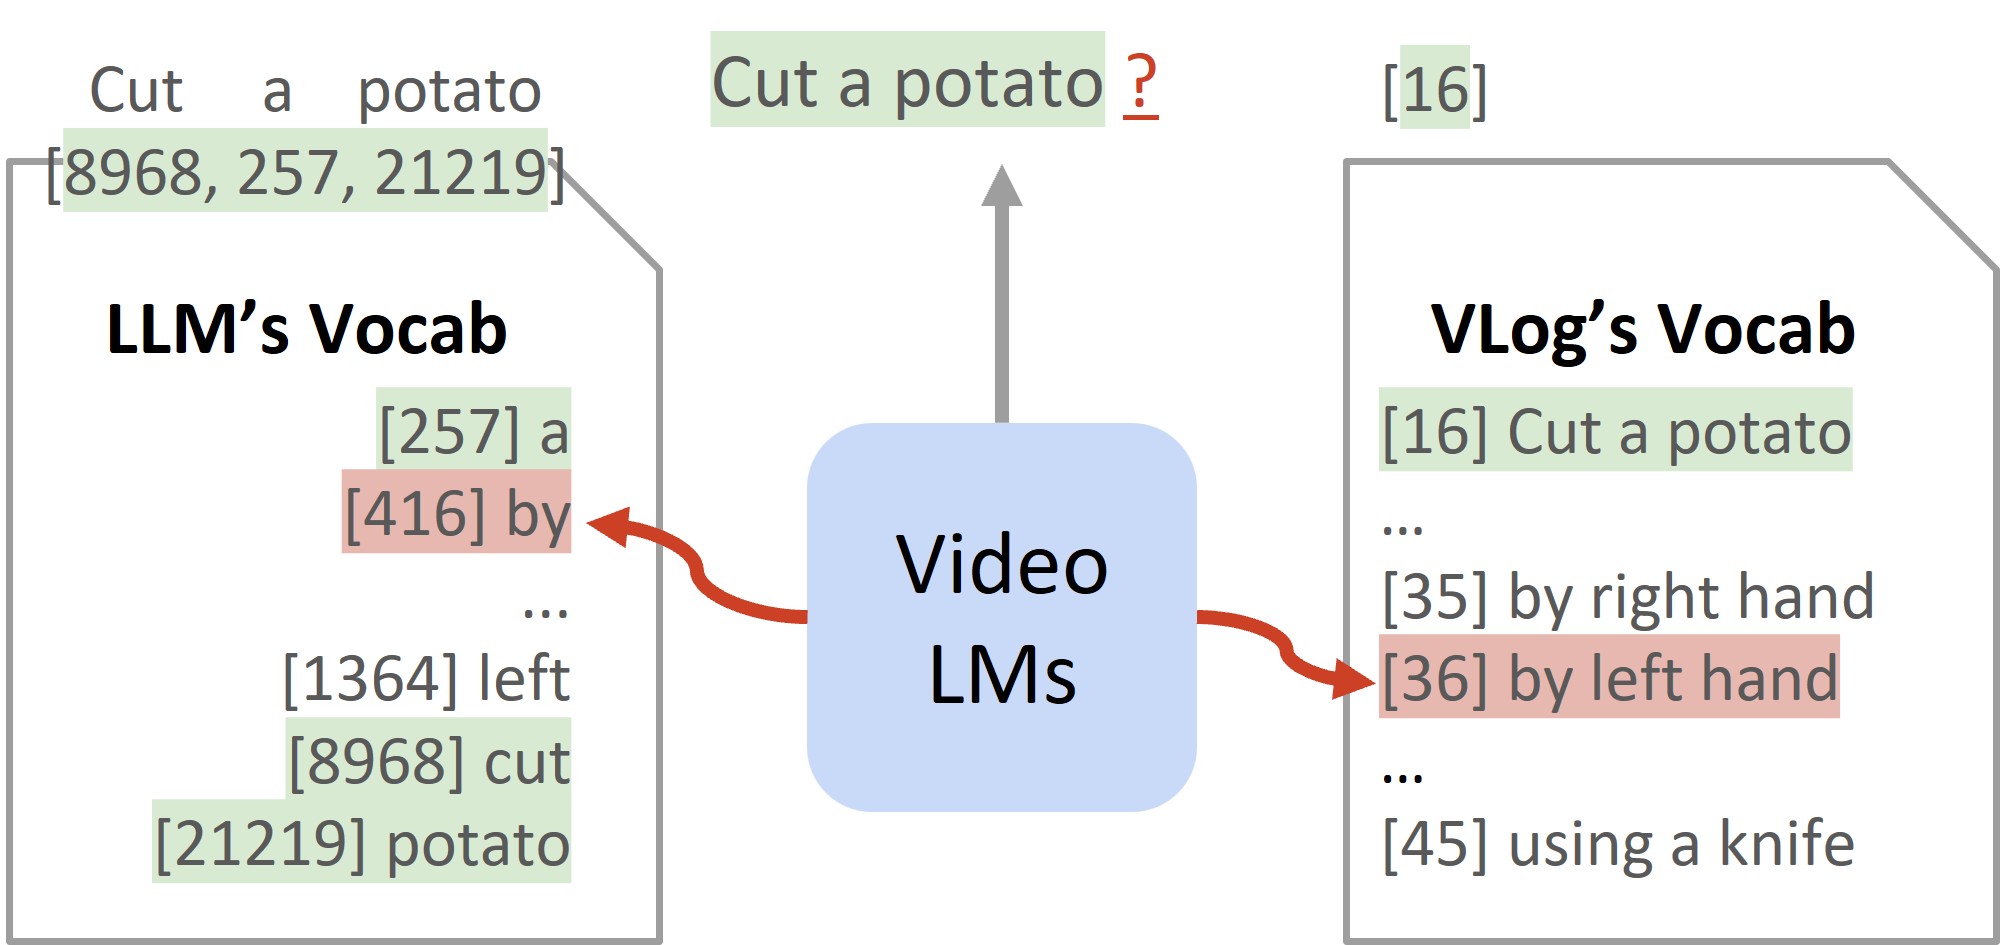 Cut a potato
[8968, 257, 21219]
LLM’s Vocab
[257] a
[416] by
...
[1364] left
[8968] cut
[21219] potato
Cut a potato ?
Video
LMs
[16]
VLog’s Vocab
[16] Cut a potato
...
[35] by right hand
[36] by left hand
...
[45] using a knife